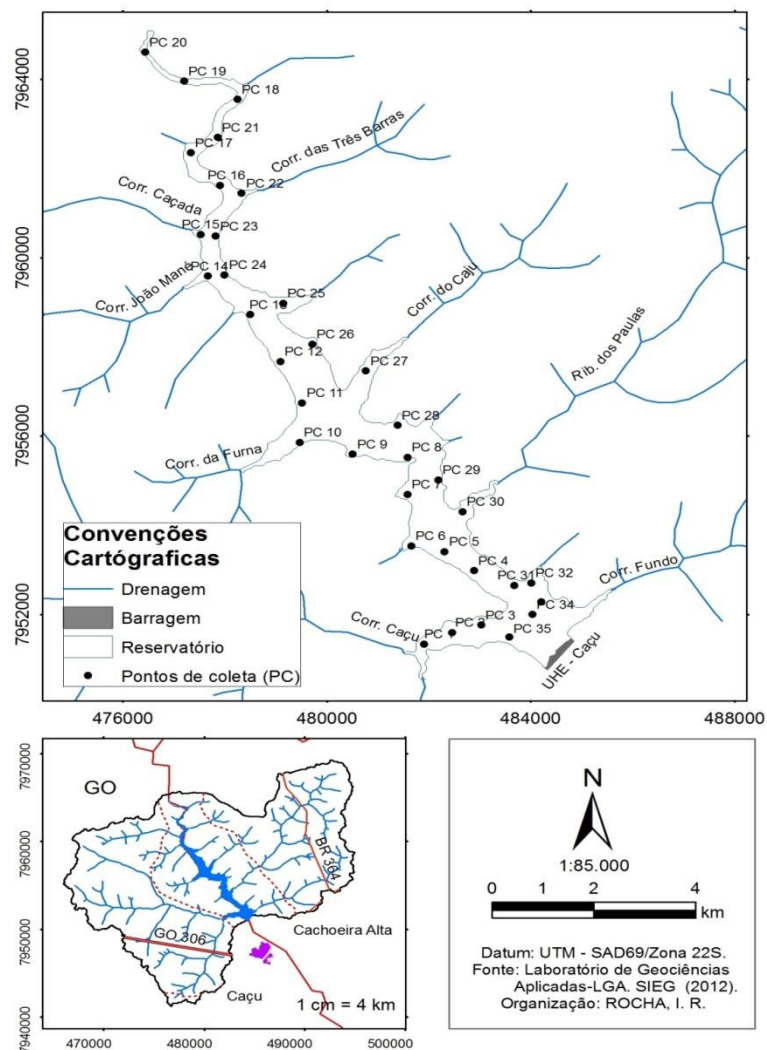 7964000
7960000
7956000
7952000
PC 20
PC 19
PC 18
PC 21
PC 17
Corr. das Três Barras
PC 16
PC 22
Corr. Caçada
PC 15
PC 23
PC 14
PC 24
Corr. João Mané
PC 25
Corr. do Caju
PC 26
PC 12
PC 27
Rib. dos Paulas
PC 11
PC 28
PC 10
PC 9
PC 8
Corr. da Furna
PC 29
PC 7
PC 30
PC 6
PC 5
PC 4
PC 31
PC 32
Corr. Fundo
PC 34
PC 3
Corr. Caçu
PC
PC 35
UHE - Caçu
Convenções
Cartógraficas
Drenagem
Barragem
Reservatório
Pontos de coleta (PC)
476000
480000
484000
488000
7970000
7960000
7950000
7940000
GO
BR 364
GO 306
Cachoeira Alta
Caçu
1 cm = 4 km
470000
480000
490000
500000
N
1:85.000
0 1 2 4
km
Datum: UTM - SAD69/Zona 22S.
Fonte: Laboratório de Geociências
Aplicadas-LGA. SIEG (2012).
Organização: ROCHA, I. R.